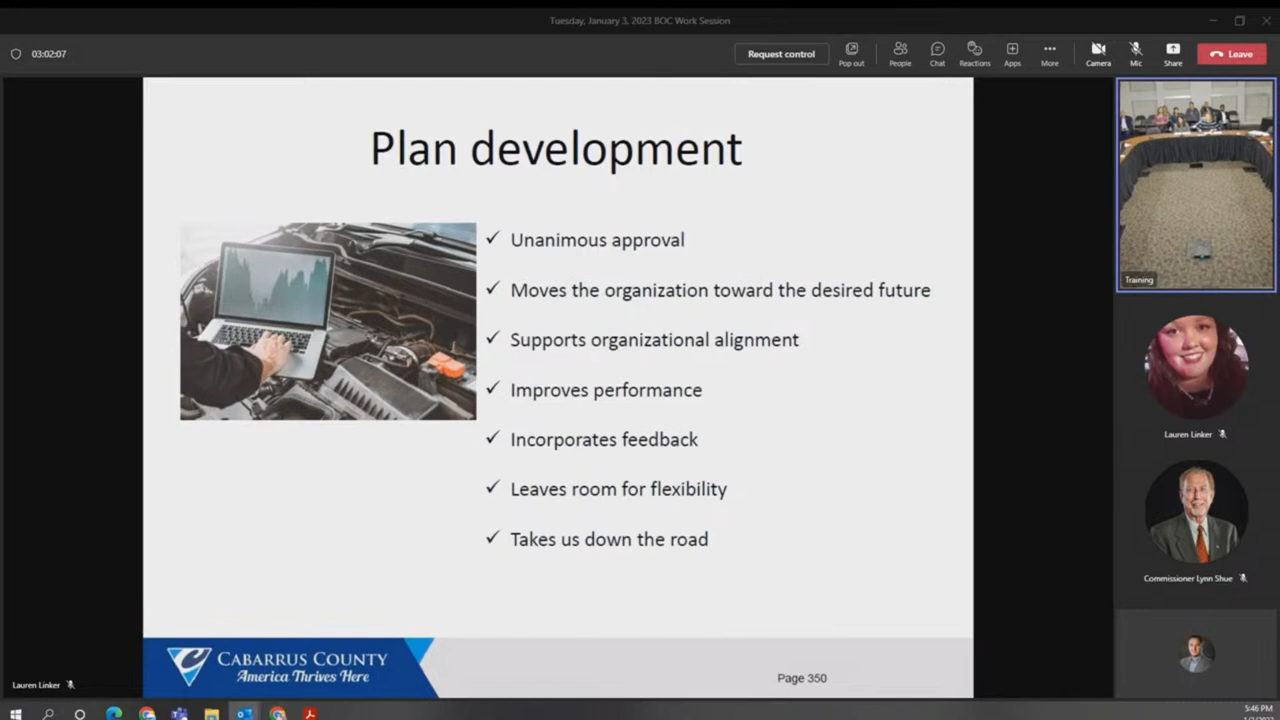 Tuesday, January 3, 2023 BOC Work Session
03:02:07
Request control
Pop out
People
Chat
Reactions
Apps
More
Camera
Mic
Share
Leave
Plan development
✓ Unanimous approval
✓ Moves the organization toward the desired future
✓ Supports organizational alignment
✓ Improves performance
✓ Incorporates feedback
✓ Leaves room for flexibility
✓ Takes us down the road
CABARRUS COUNTY
America Thrives Here
Page 350
Training
Lauren Linker
Commissioner Lynn Shue
Lauren Linker
5:46 PM